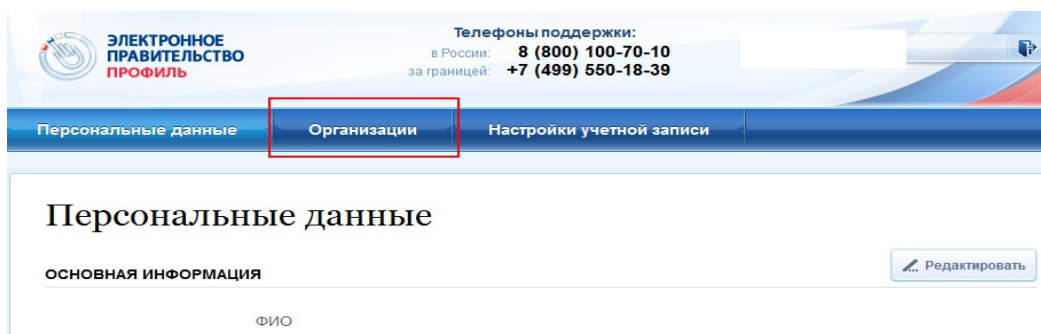 ЭЛЕКТРОННОЕ
ПРАВИТЕЛЬСТВО
ПРОФИЛЬ
Телефоны поддержки:
в России: 8 (800) 100-70-10
за границей: +7 (499) 550-18-39
Персональные данные Организации Настройки учетной записи
Персональные данные
ОСНОВНАЯ ИНФОРМАЦИЯ
Редактировать
ФИО